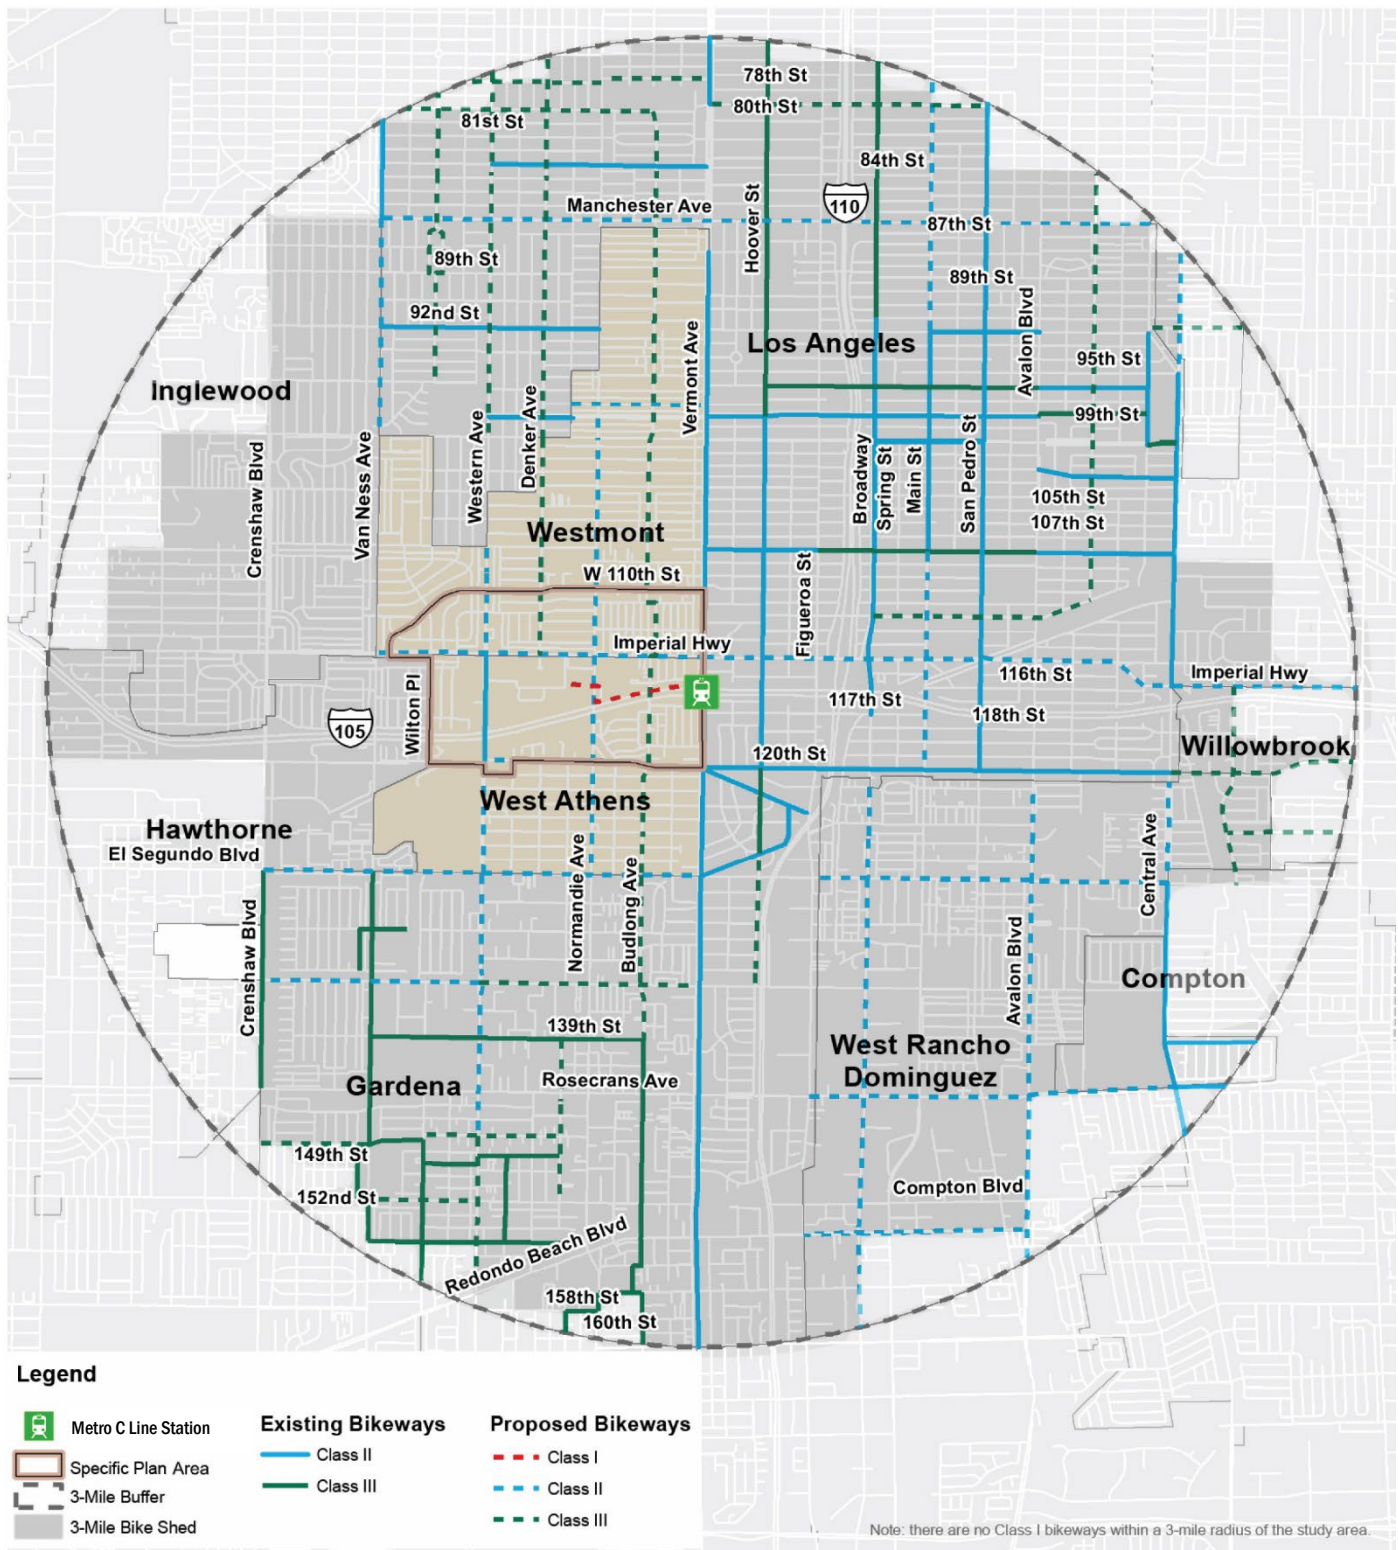 78th St
80th St
81st St
84th St
Manchester Ave
Hoover St
110
87th St
89th St
89th St
92nd St
Avalon Blvd
Vermont Ave
Los Angeles
95th St
Inglewood
99th St
Denker Ave
Western Ave
Van Ness Ave
Crenshaw Blvd
Broadway
Spring St
Main St
San Pedro St
105th St
107th St
Westmont
W 110th St
Figueroa St
Imperial Hwy
116th St
Imperial Hwy
Wilton Pl
117th St
118th St
105
120th St
Willowbrook
West Athens
Hawthorne
El Segundo Blvd
Central Ave
Normandie Ave
Budlong Ave
Crenshaw Blvd
Avalon Blvd
Compton
139th St
West Rancho
Dominguez
Rosecrans Ave
Gardena
149th St
152nd St
Compton Blvd
Redondo Beach Blvd
158th St
160th St
Legend
Metro C Line Station
Specific Plan Area
3-Mile Buffer
3-Mile Bike Shed
Existing Bikeways
Class II
Class III
Proposed Bikeways
Class I
Class II
Class III
Note: there are no Class I bikeways within a 3-mile radius of the study area.